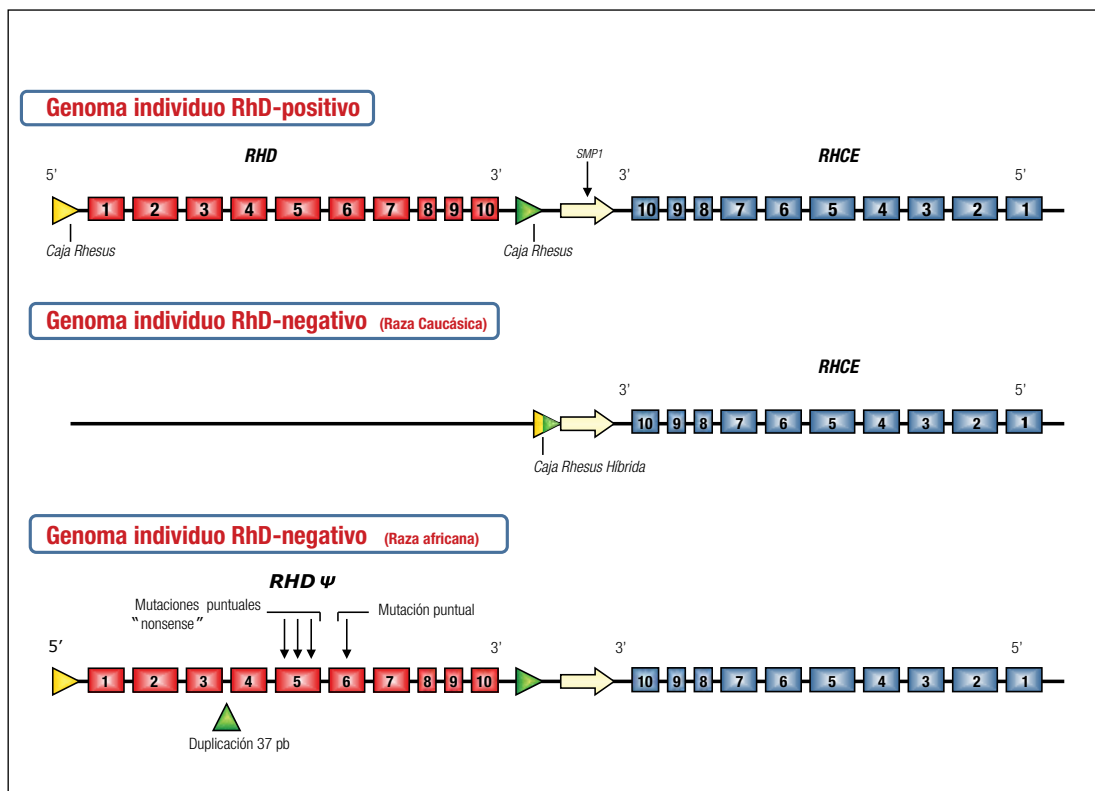 Genoma individuo RhD-positivo
RHD
SMP1
RHCE
5’ 3’ 3’ 5’
1 2 3 4 5 6 7 8 9 10 10 9 8 7 6 5 4 3 2 1
Caja Rhesus
Caja Rhesus
Genoma individuo RhD-negativo (Raza Caucásica)
RHCE
3’ 5’
10 9 8 7 6 5 4 3 2 1
Caja Rhesus Híbrida
Genoma individuo RhD-negativo (Raza africana)
RHD Ψ
Mutaciones puntuales
“nonsense”
Mutación puntual
5’ 3’ 3’ 5’
1 2 3 4 5 6 7 8 9 10 10 9 8 7 6 5 4 3 2 1
Duplicación 37 pb